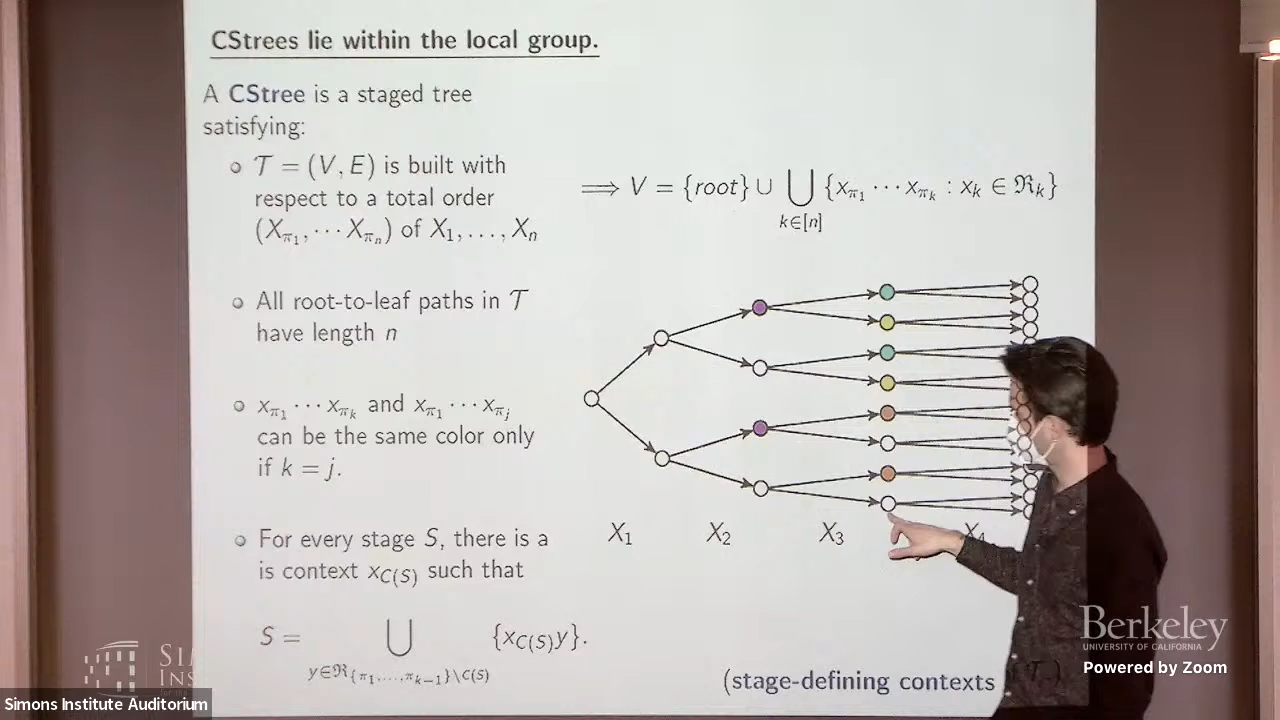 CStrees lie within the local group.
A CStree is a staged tree
satisfying:
T = (V, E) is built with
respect to a total order
(X_{π_1}, ⋯ X_{π_n}) of X_1, . . . , X_n
⟹ V = {root} ∪ ⋃_{k∈[n]} {x_{π_1} ⋯ x_{π_k} : x_k ∈ ℜ_k}
All root-to-leaf paths in T
have length n
x_{π_1} ⋯ x_{π_k} and x_{π_1} ⋯ x_{π_j}
can be the same color only
if k = j.
For every stage S, there is a
is context x_{C(S)} such that
S = ⋃_{y∈ℜ_{{π_1,...,π_{k−1}}\C(S)}} {x_{C(S)}y}.
X_1 X_2 X_3 X_4
(stage-defining contexts
Berkeley
UNIVERSITY OF CALIFORNIA
Powered by Zoom
Simons Institute Auditorium